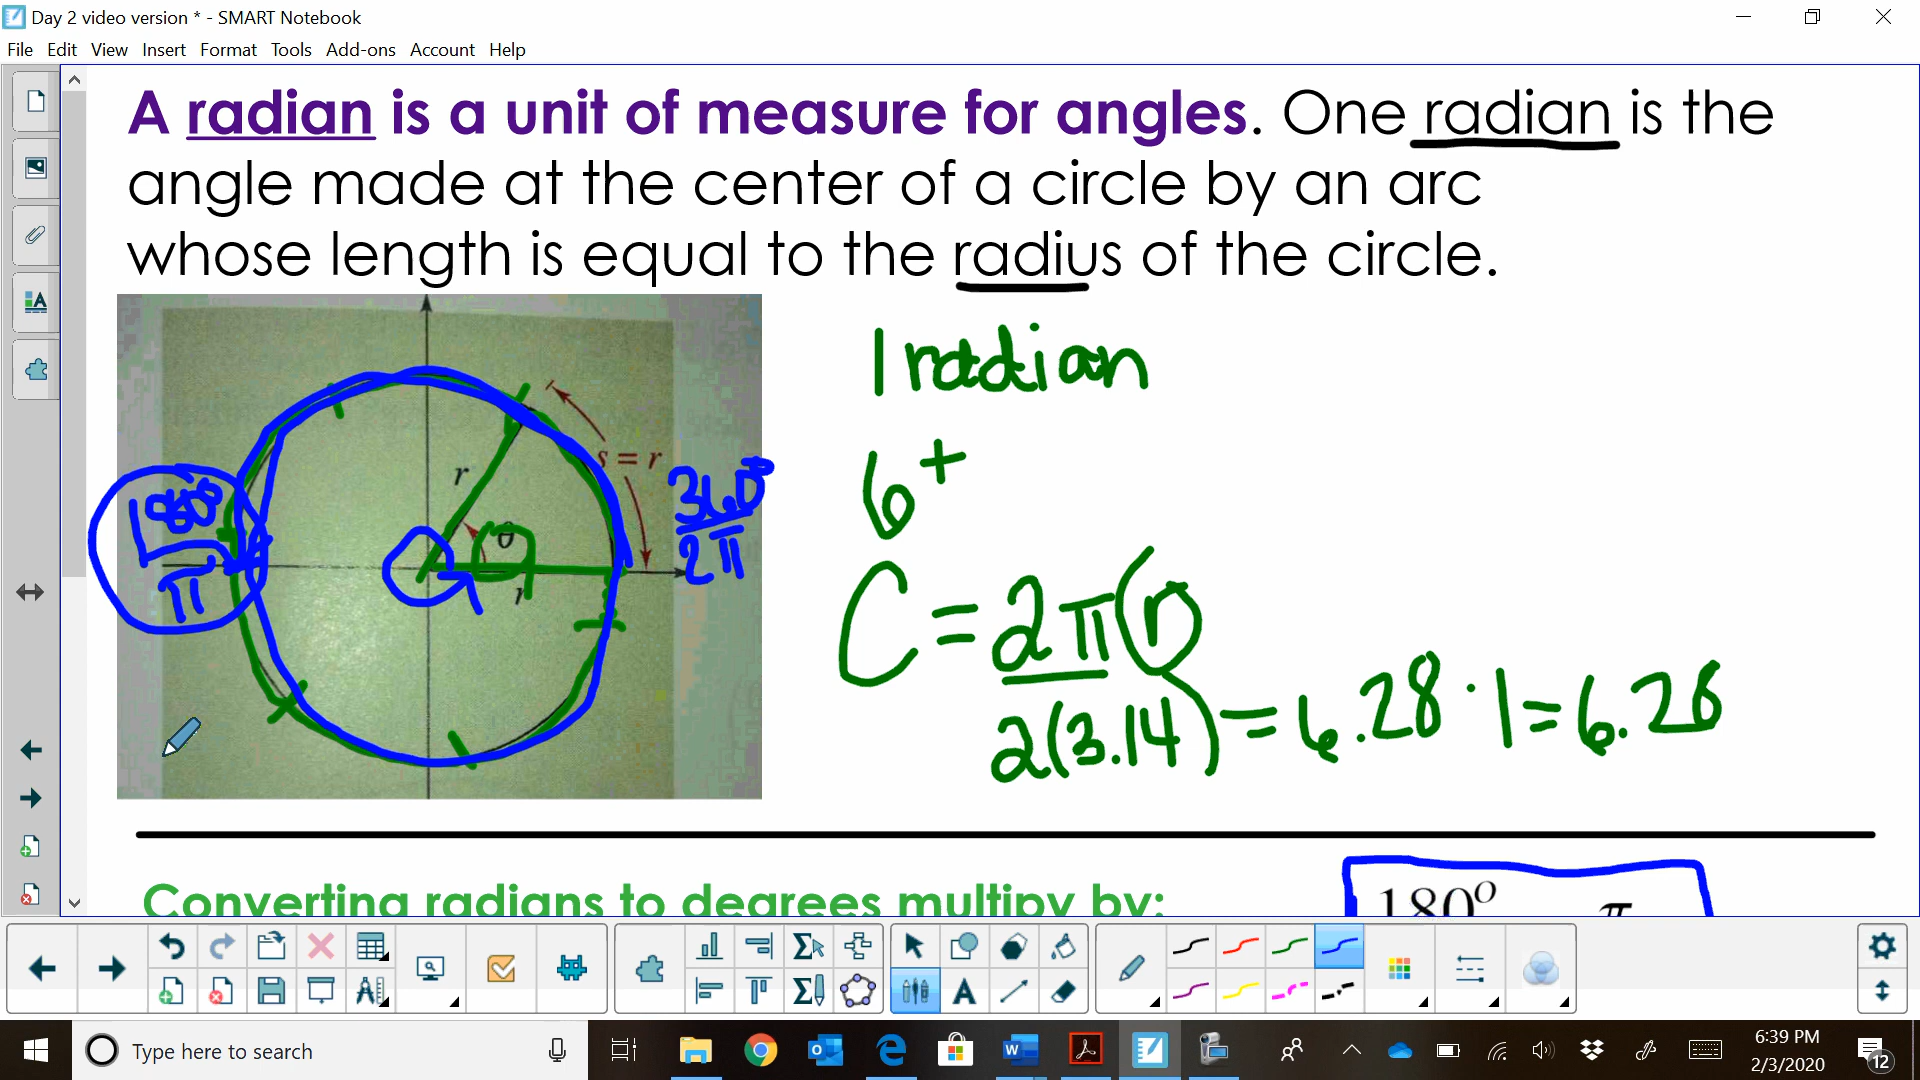 Day 2 video version * - SMART Notebook
File Edit View Insert Format Tools Add-ons Account Help
A radian is a unit of measure for angles. One radian is the
angle made at the center of a circle by an arc
whose length is equal to the radius of the circle.
1 radian
r
s = r
θ
r
180°
π
360°
2π
6+
C = 2π(r)
2(3.14) = 6.28 · 1 = 6.28
Converting radians to degrees multipy by:
180°
π
Type here to search
6:39 PM
2/3/2020
12